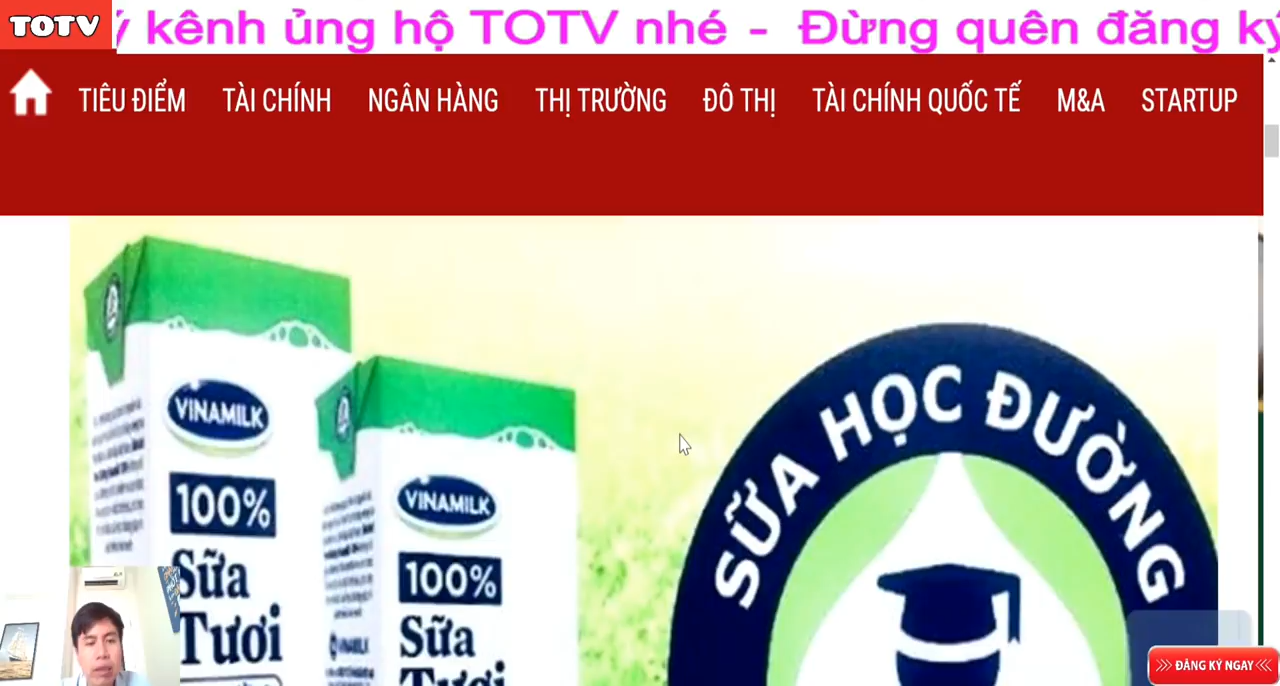 TOTV
ý kênh ủng hộ TOTV nhé - Đừng quên đăng ký
TIÊU ĐIỂM TÀI CHÍNH NGÂN HÀNG THỊ TRƯỜNG ĐÔ THỊ TÀI CHÍNH QUỐC TẾ M&A STARTUP
VINAMILK
100%
Sữa
Tươi
VINAMILK
100%
Sữa
Tươi
VINAMILK
SỮA HỌC ĐƯỜNG
ĐĂNG KÝ NGAY